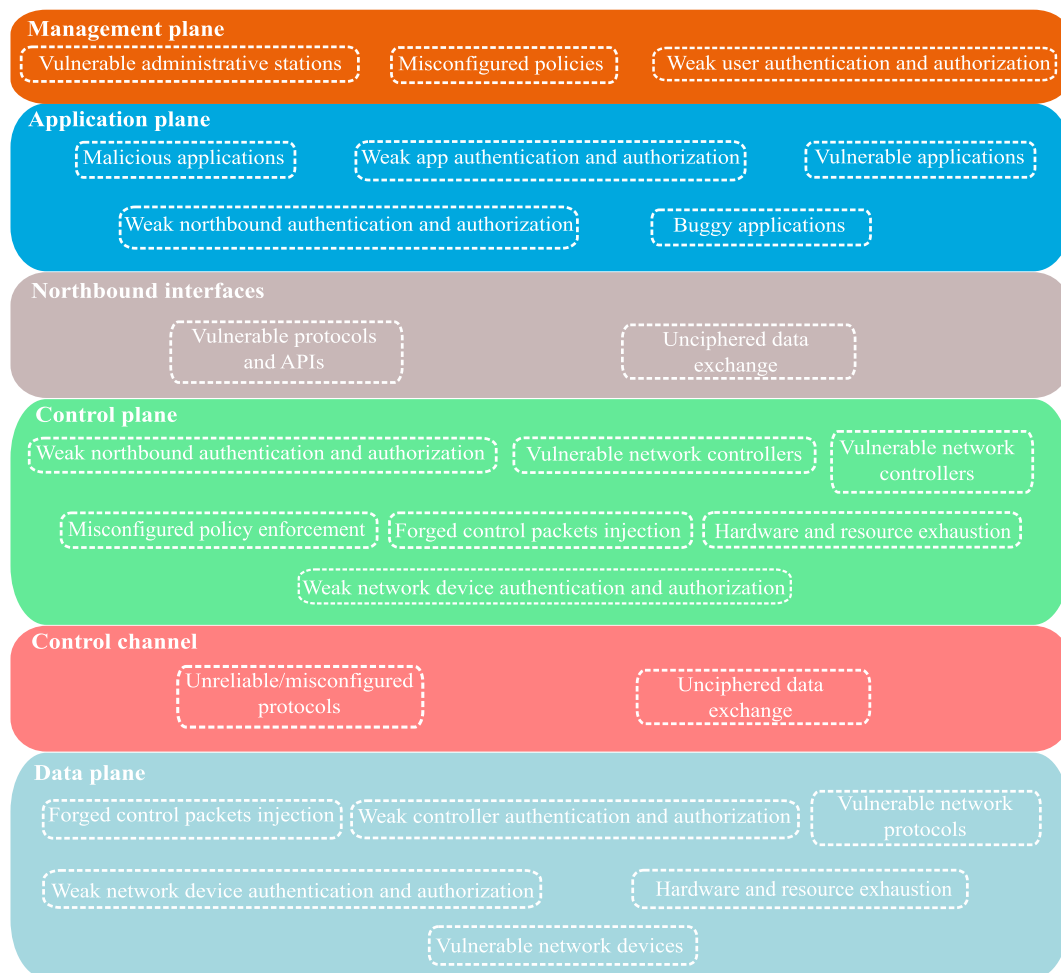 Management plane
Vulnerable administrative stations
Misconfigured policies
Weak user authentication and authorization
Application plane
Malicious applications
Weak app authentication and authorization
Vulnerable applications
Weak northbound authentication and authorization
Buggy applications
Northbound interfaces
Vulnerable protocols
and APIs
Unciphered data
exchange
Control plane
Weak northbound authentication and authorization
Vulnerable network controllers
Vulnerable network
controllers
Misconfigured policy enforcement
Forged control packets injection
Hardware and resource exhaustion
Weak network device authentication and authorization
Control channel
Unreliable/misconfigured
protocols
Unciphered data
exchange
Data plane
Forged control packets injection
Weak controller authentication and authorization
Vulnerable network
protocols
Weak network device authentication and authorization
Hardware and resource exhaustion
Vulnerable network devices